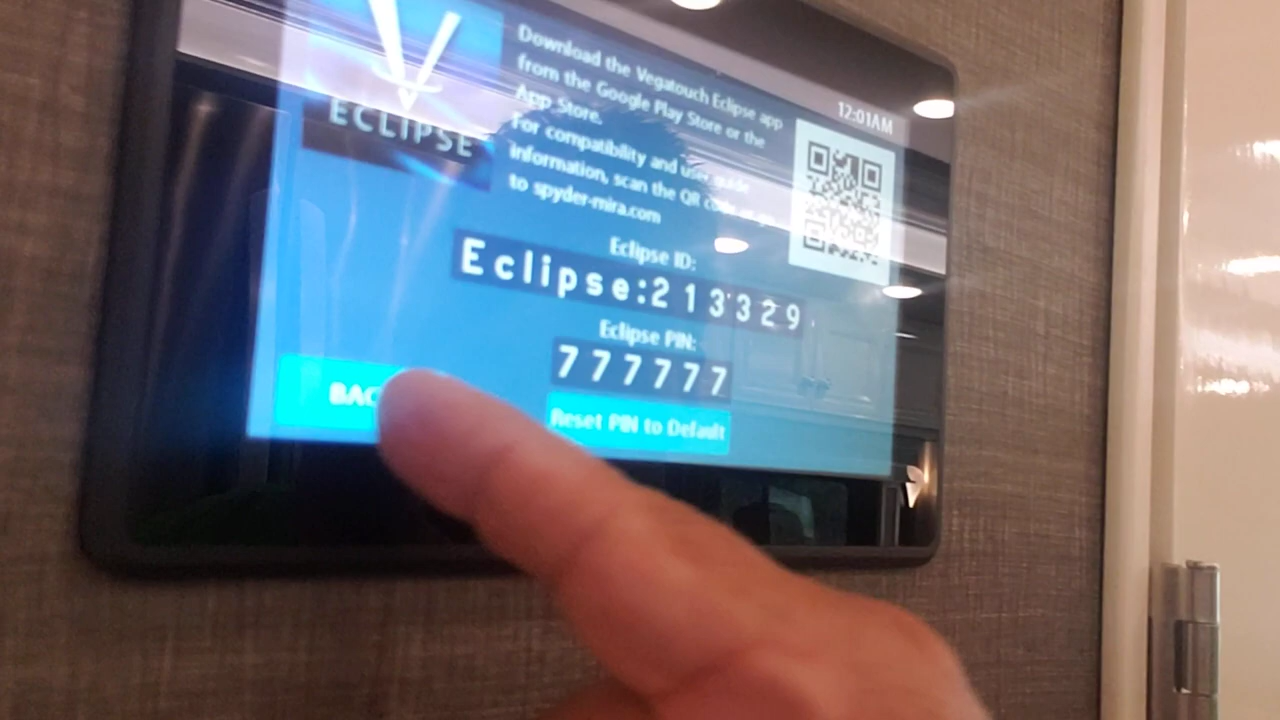 12:01AM
ECLIPSE
Download the Vegatouch Eclipse app
from the Google Play Store or the
App Store.
For compatibility and user guide
information, scan the QR code or go
to spyder-mira.com
Eclipse ID:
Eclipse:213329
Eclipse PIN:
777777
BAC
Reset PIN to Default